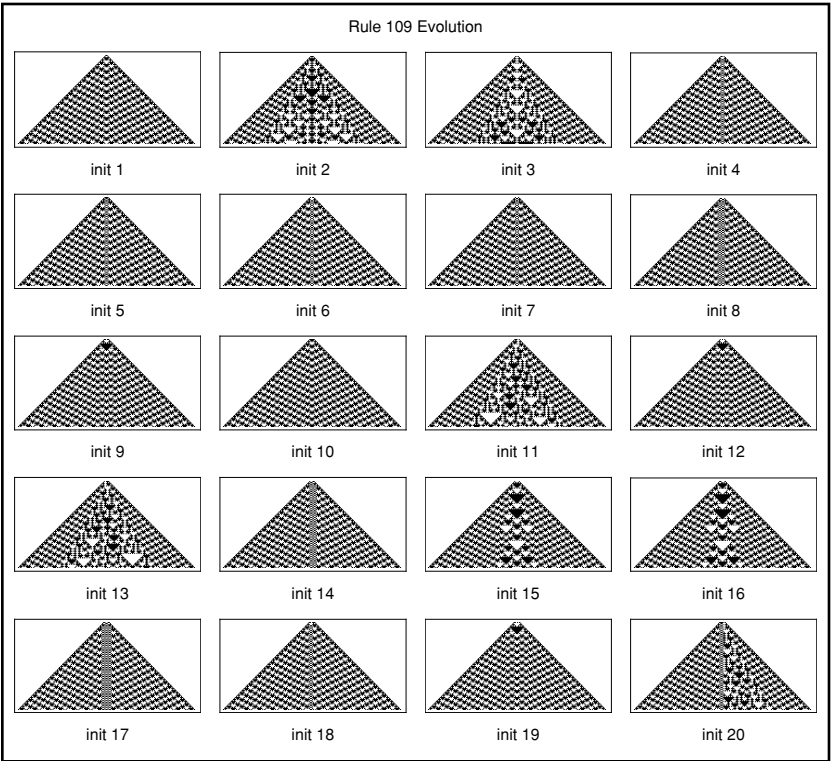 Rule 109 Evolution
init 1 init 2 init 3 init 4
init 5 init 6 init 7 init 8
init 9 init 10 init 11 init 12
init 13 init 14 init 15 init 16
init 17 init 18 init 19 init 20